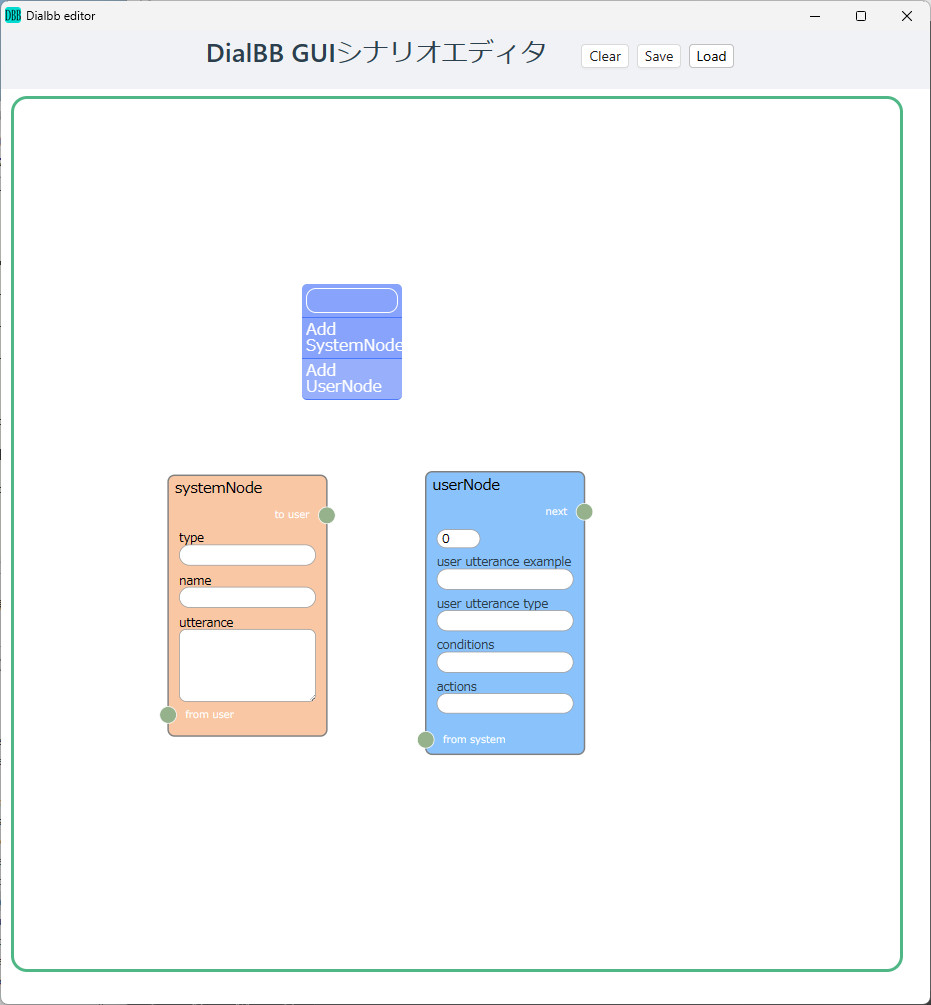 DBB Dialbb editor
DialBB GUIシナリオエディタ
Clear Save Load
Add
SystemNode
Add
UserNode
systemNode
to user
type
name
utterance
from user
userNode
next
0
user utterance example
user utterance type
conditions
actions
from system